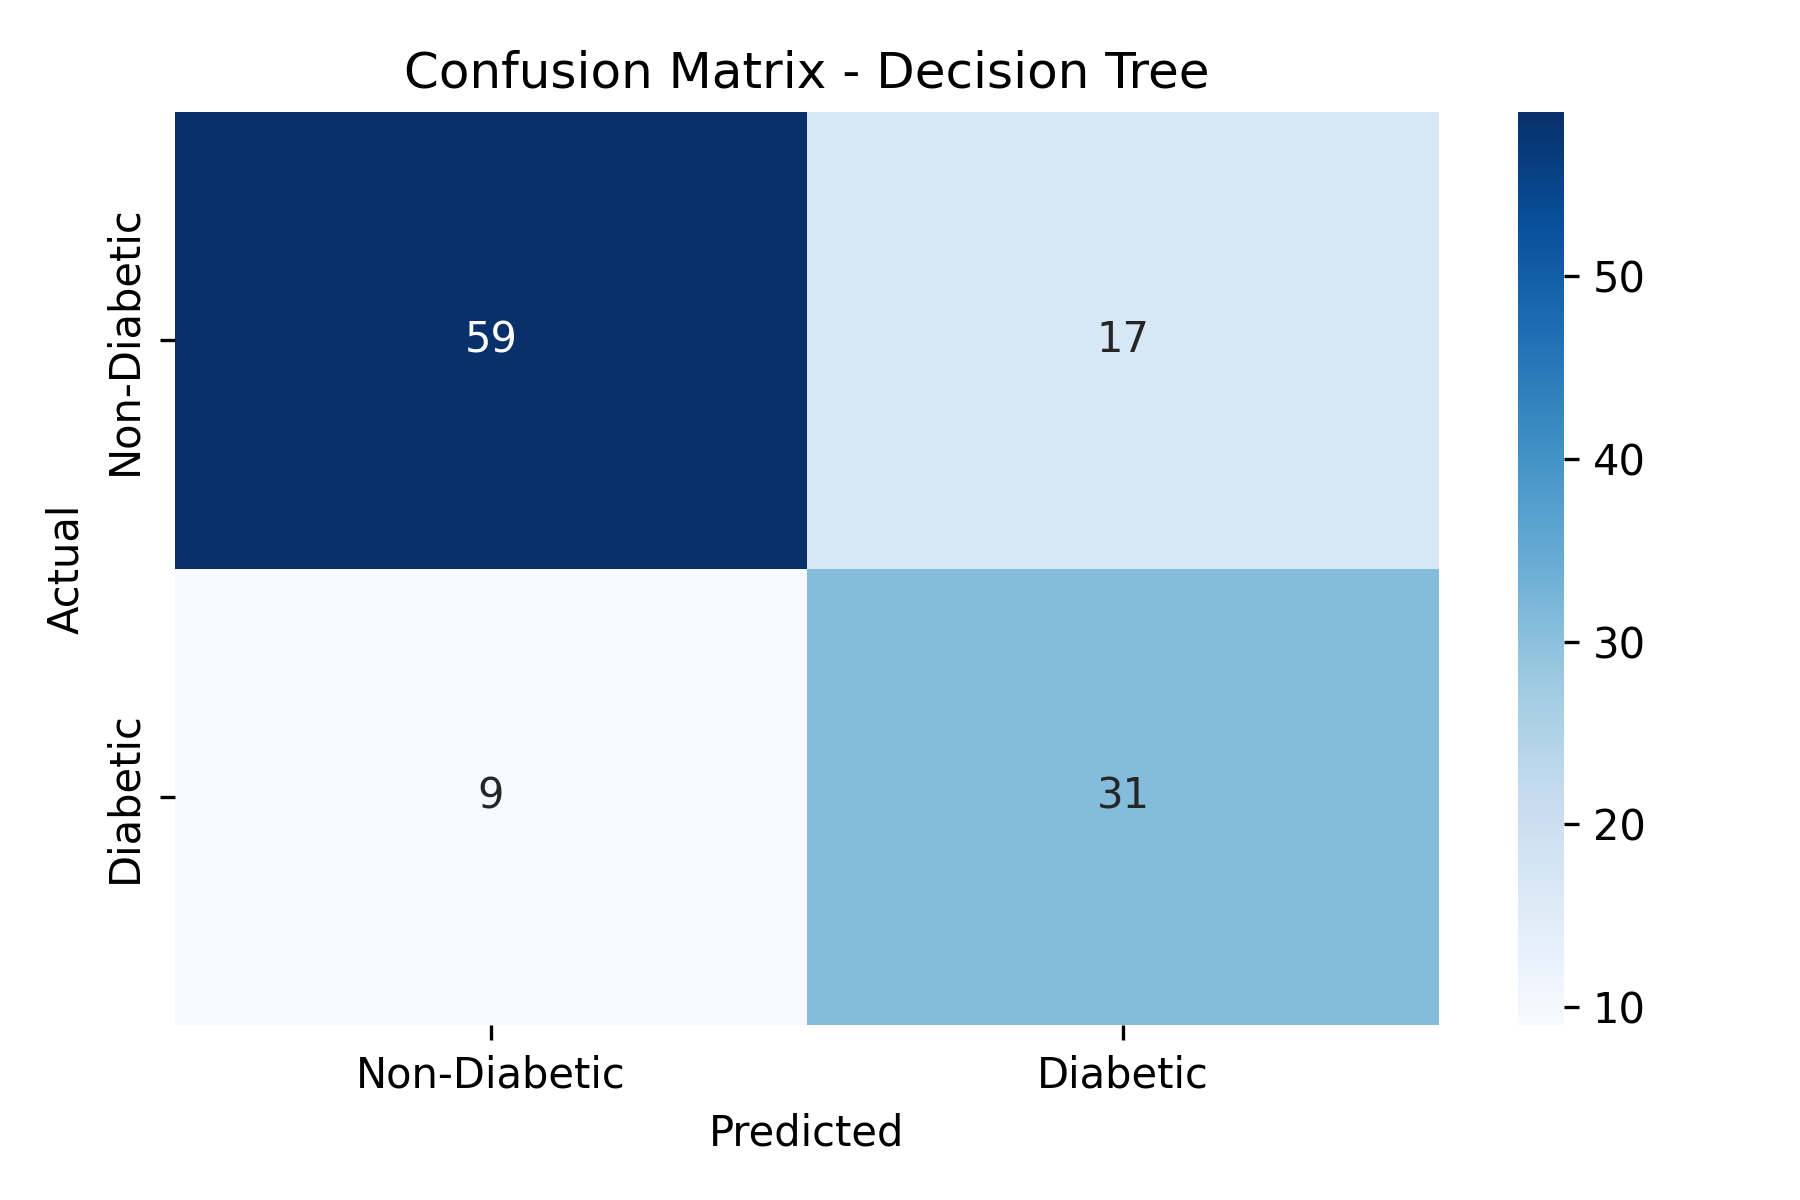 Confusion Matrix - Decision Tree
Actual
Non-Diabetic
Diabetic
59
17
9
31
Non-Diabetic
Diabetic
Predicted
50
40
30
20
10